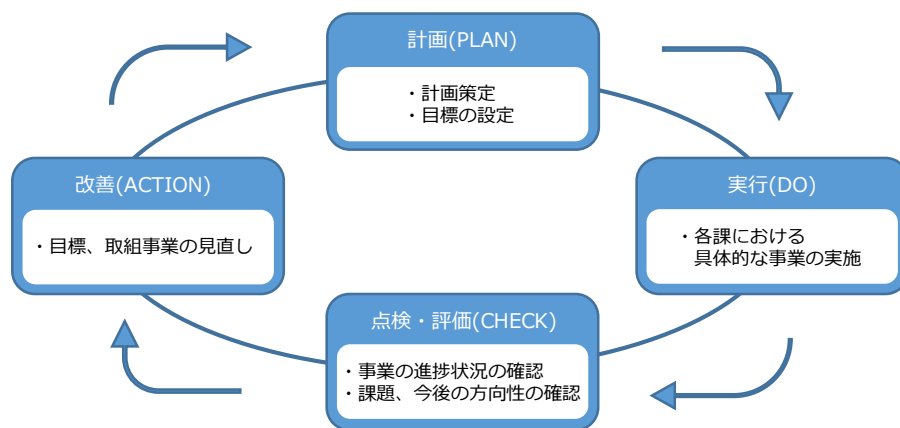 計画(PLAN)
・計画策定
・目標の設定
改善(ACTION)
・目標、取組事業の見直し
実行(DO)
・各課における
具体的な事業の実施
点検・評価(CHECK)
・事業の進捗状況の確認
・課題、今後の方向性の確認